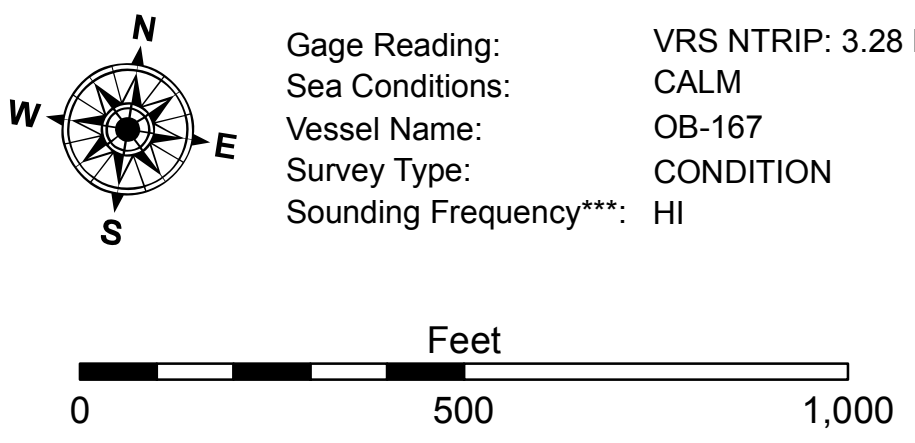 N
W
E
S
Gage Reading: VRS NTRIP: 3.28
Sea Conditions: CALM
Vessel Name: OB-167
Survey Type: CONDITION
Sounding Frequency***: HI
Feet
0 500 1,000